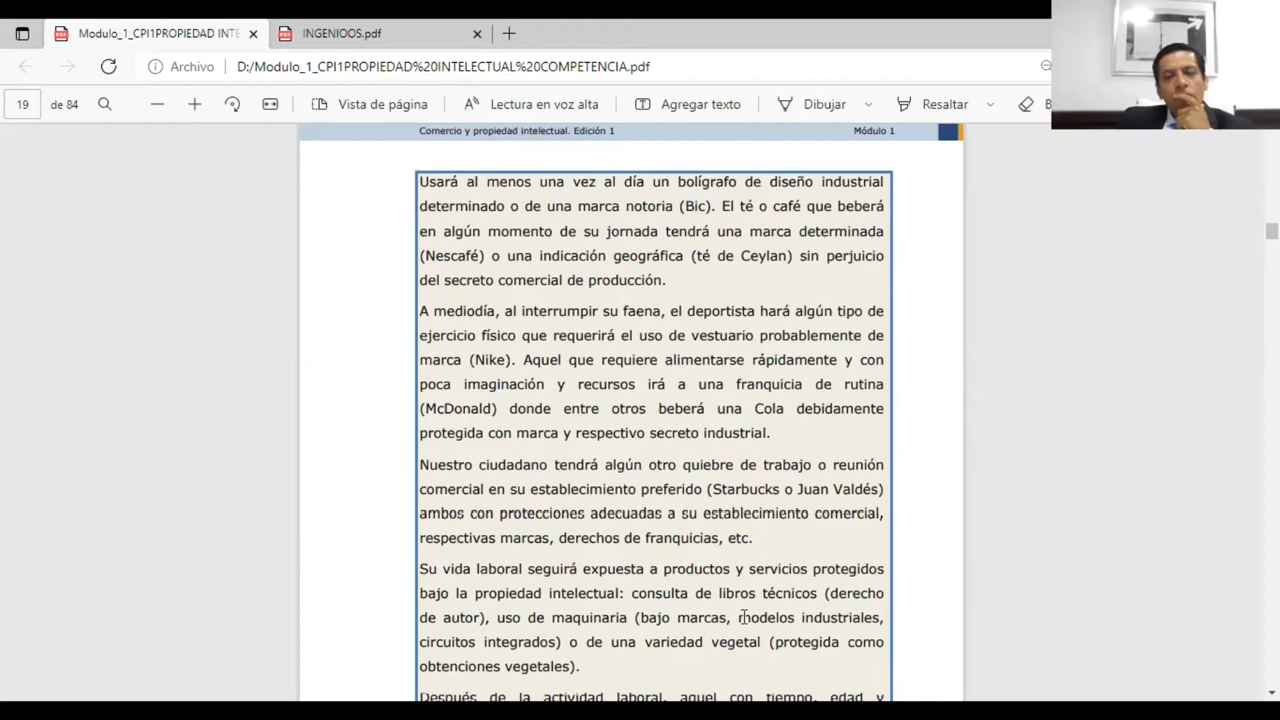 Modulo_1_CPI1PROPIEDAD INTE
INGENIOOS.pdf
Archivo
D:/Modulo_1_CPI1PROPIEDAD%20INTELECTUAL%20COMPETENCIA.pdf
19 de 84
Vista de página
Lectura en voz alta
Agregar texto
Dibujar
Resaltar
Comercio y propiedad intelectual. Edición 1 Módulo 1
Usará al menos una vez al día un bolígrafo de diseño industrial
determinado o de una marca notoria (Bic). El té o café que beberá
en algún momento de su jornada tendrá una marca determinada
(Nescafé) o una indicación geográfica (té de Ceylan) sin perjuicio
del secreto comercial de producción.
A mediodía, al interrumpir su faena, el deportista hará algún tipo de
ejercicio físico que requerirá el uso de vestuario probablemente de
marca (Nike). Aquel que requiere alimentarse rápidamente y con
poca imaginación y recursos irá a una franquicia de rutina
(McDonald) donde entre otros beberá una Cola debidamente
protegida con marca y respectivo secreto industrial.
Nuestro ciudadano tendrá algún otro quiebre de trabajo o reunión
comercial en su establecimiento preferido (Starbucks o Juan Valdés)
ambos con protecciones adecuadas a su establecimiento comercial,
respectivas marcas, derechos de franquicias, etc.
Su vida laboral seguirá expuesta a productos y servicios protegidos
bajo la propiedad intelectual: consulta de libros técnicos (derecho
de autor), uso de maquinaria (bajo marcas, modelos industriales,
circuitos integrados) o de una variedad vegetal (protegida como
obtenciones vegetales).
Después de la actividad laboral, aquel con tiempo, edad y